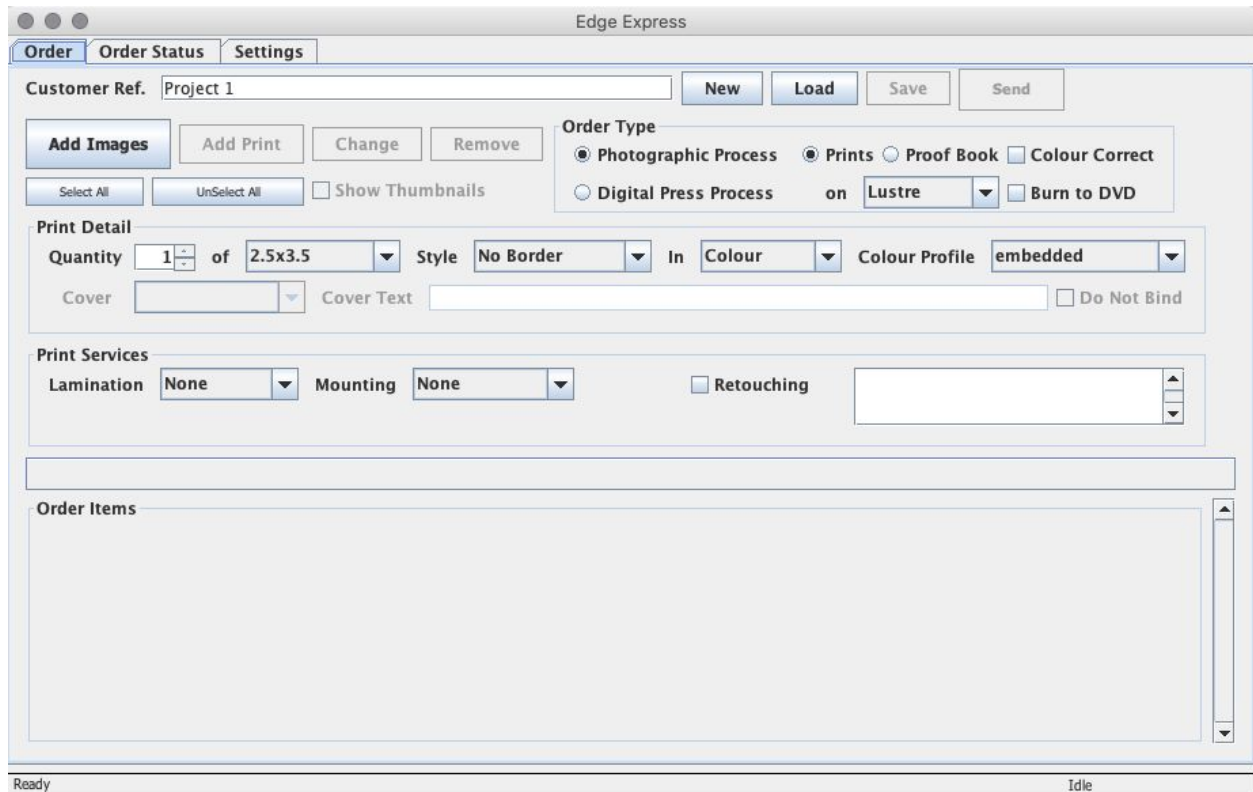 Edge Express
Order Order Status Settings
Customer Ref. Project 1 New Load Save Send
Add Images Add Print Change Remove
Order Type
Photographic Process Prints Proof Book Colour Correct
Select All UnSelect All Show Thumbnails
Digital Press Process on Lustre Burn to DVD
Print Detail
Quantity 1 of 2.5x3.5 Style No Border In Colour Colour Profile embedded
Cover Cover Text Do Not Bind
Print Services
Lamination None Mounting None Retouching
Order Items
Ready Idle